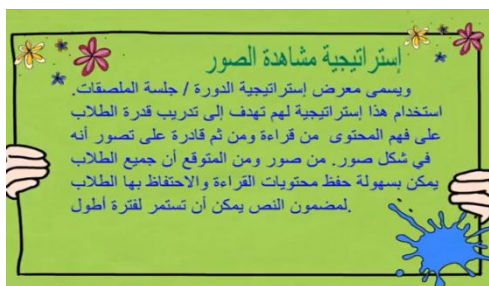 إستراتيجية مشاهدة الصور
ويسمى معرض إستراتيجية الدورة / جلسة الملصقات.
استخدام هذا إستراتيجية لهم تهدف إلى تدريب قدرة الطلاب
على فهم المحتوى من قراءة ومن ثم قادرة على تصور أنه
في شكل صور. من صور ومن المتوقع أن جميع الطلاب
يمكن بسهولة حفظ محتويات القراءة والاحتفاظ بها الطلاب
.لمضمون النص يمكن أن تستمر لفترة أطول